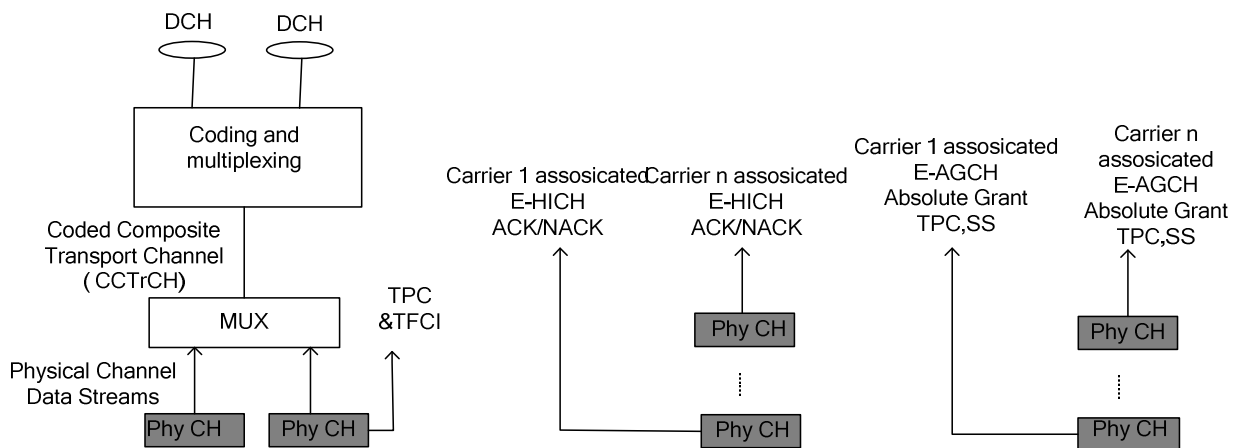 DCH
DCH
Coding and
multiplexing
Coded Composite
Transport Channel
( CCTrCH)
MUX
TPC
&TFCI
Physical Channel
Data Streams
Phy CH
Phy CH
Carrier 1 assosicated
E-HICH
ACK/NACK
Carrier n assosicated
E-HICH
ACK/NACK
Phy CH
Phy CH
Carrier 1 assosicated
E-AGCH
Absolute Grant
TPC,SS
Carrier n
assosicated
E-AGCH
Absolute Grant
TPC,SS
Phy CH
Phy CH